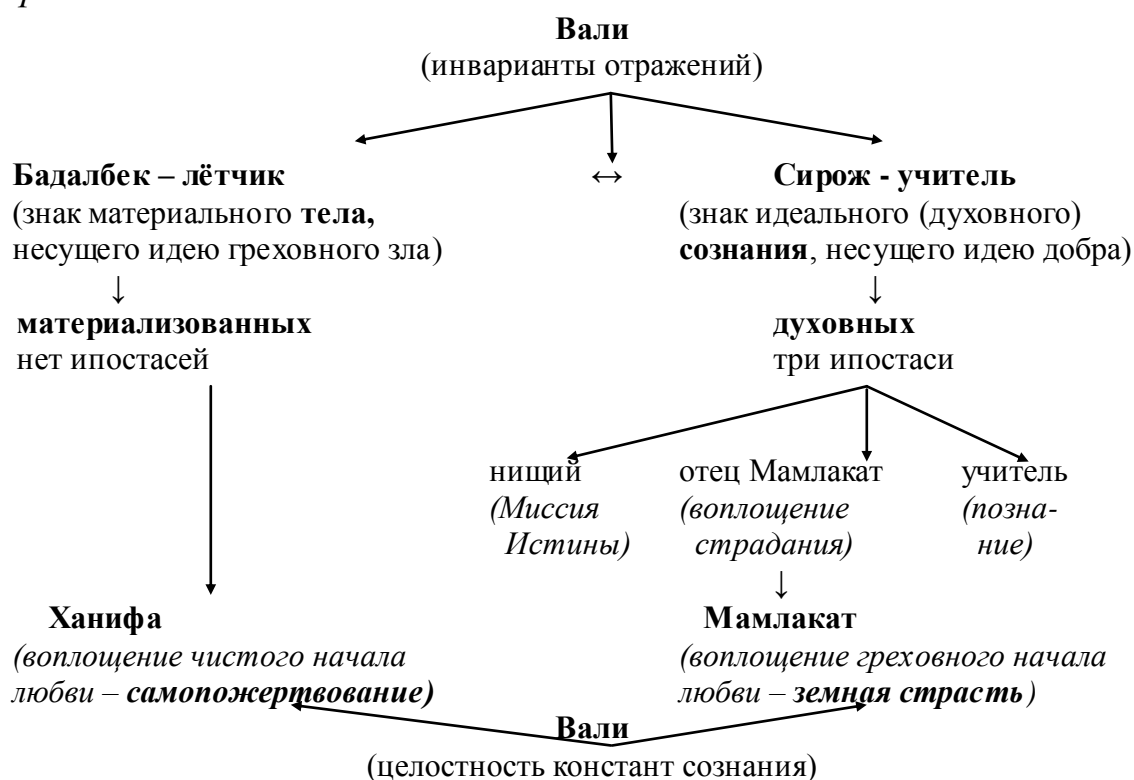 Вали
(инварианты отражений)
Бадалбек – лётчик ↔ Сирож - учитель
(знак материального тела, (знак идеального (духовного)
несущего идею греховного зла) сознания, несущего идею добра)
↓ ↓
материализованных духовных
нет ипостасей три ипостаси
нищий отец Мамлакат учитель
(Миссия (воплощение (позна-
Истины) страдания) ние)
↓
Ханифа Мамлакат
(воплощение чистого начала (воплощение греховного начала
любви – самопожертвование) любви – земная страсть)
Вали
(целостность констант сознания)